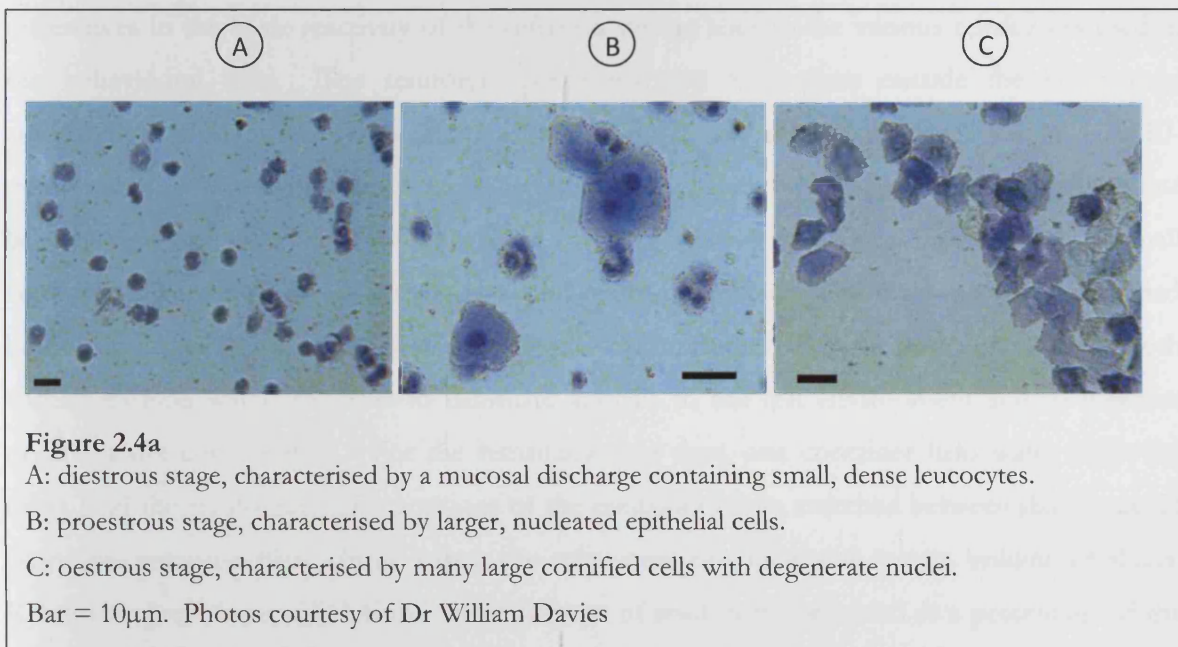 A B C
Figure 2.4a
A: diestrous stage, characterised by a mucosal discharge containing small, dense leucocytes.
B: proestrous stage, characterised by larger, nucleated epithelial cells.
C: oestrous stage, characterised by many large cornified cells with degenerate nuclei.
Bar = 10μm. Photos courtesy of Dr William Davies